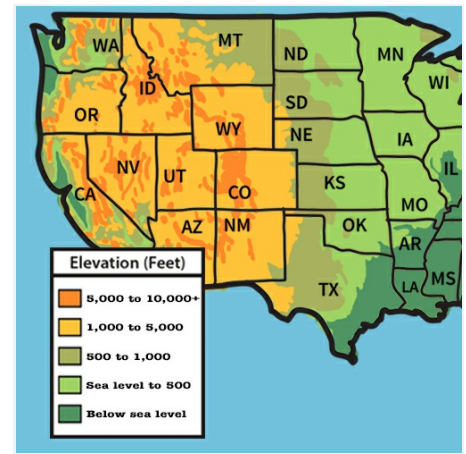 WA
MT
ND
MN
WI
OR
ID
SD
WY
NE
IA
NV
UT
CO
KS
MO
IL
CA
AZ
NM
OK
AR
TX
LA
MS
Elevation (Feet)
5,000 to 10,000+
1,000 to 5,000
500 to 1,000
Sea level to 500
Below sea level